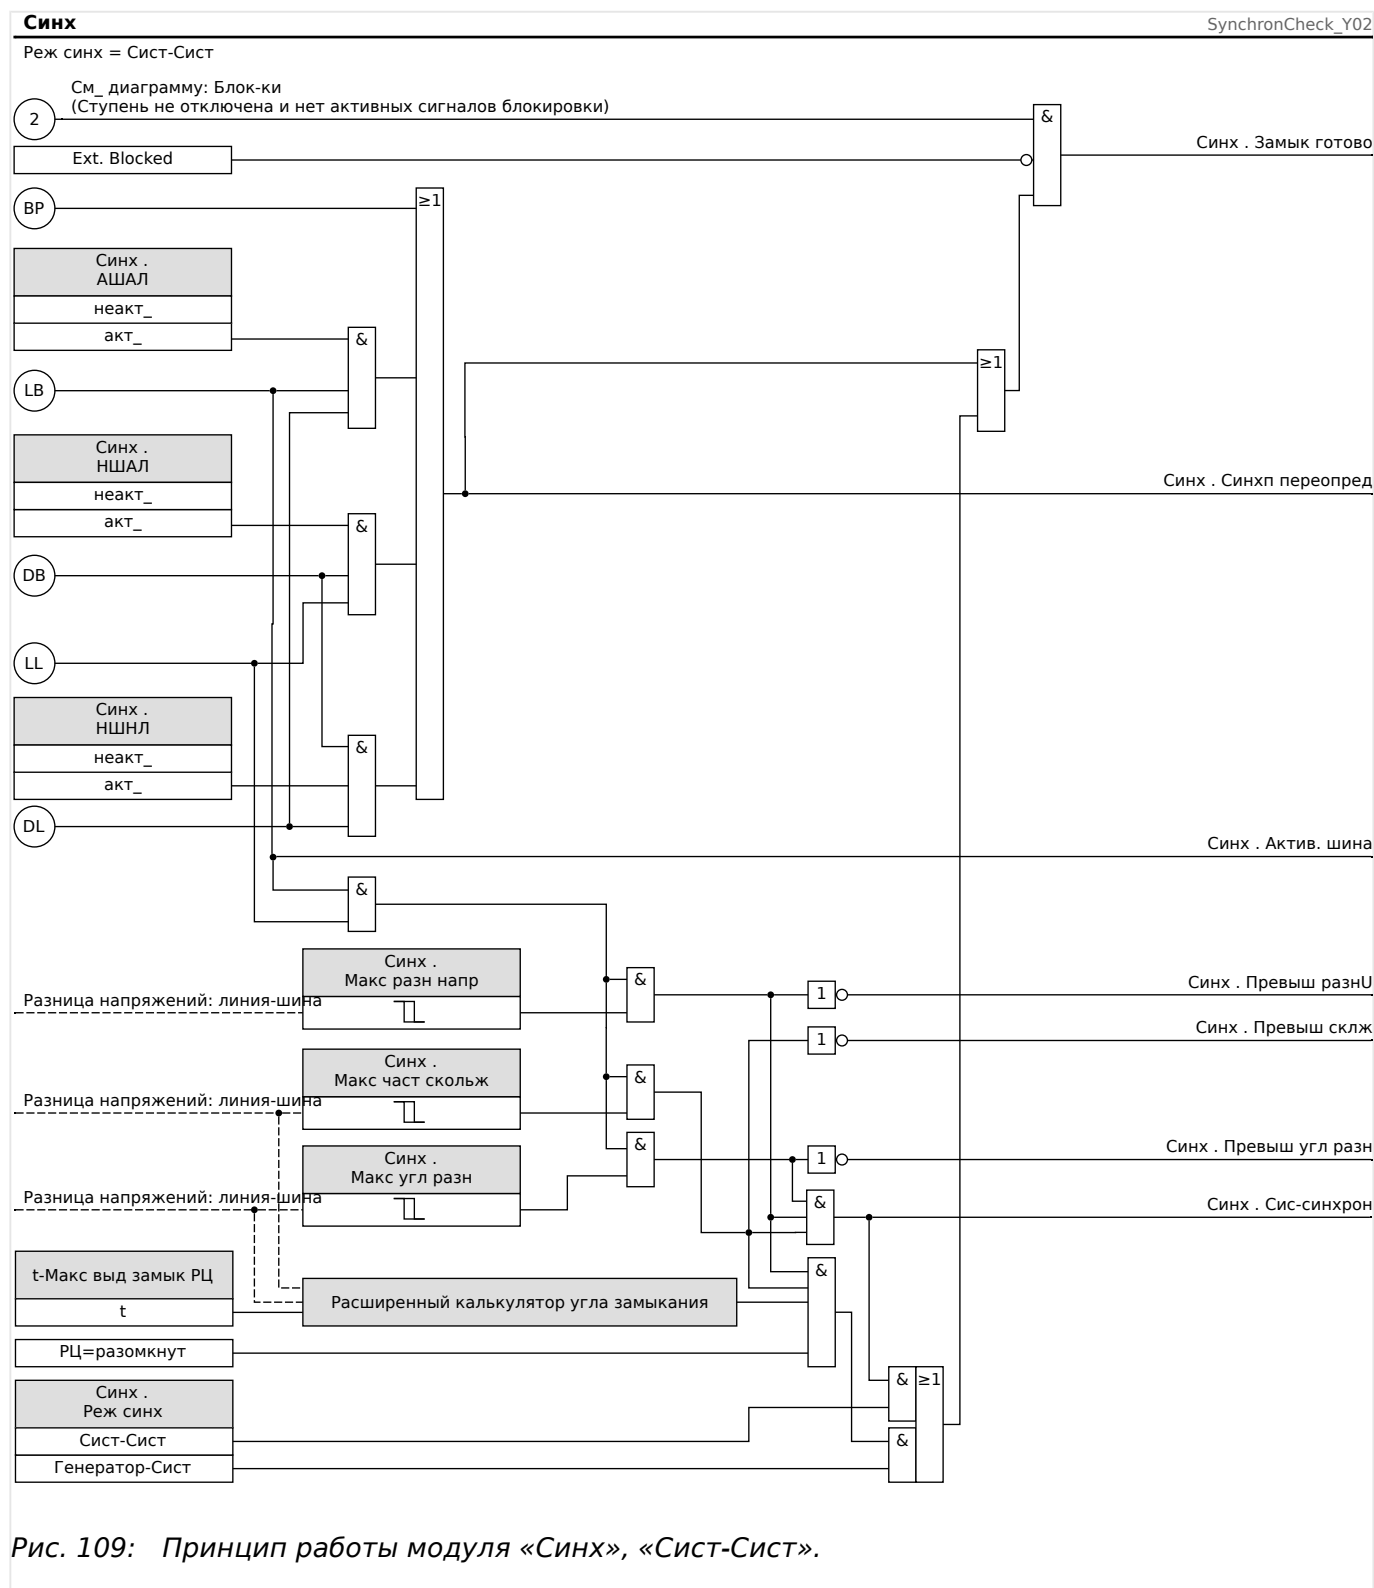 Синх
SynchronCheck_Y02
Реж синх = Сист-Сист
См_ диаграмму: Блок-ки
(Ступень не отключена и нет активных сигналов блокировки)
2
&
Синх . Замык готово
Ext. Blocked
BP
≥1
Синх .
АШАЛ
неакт_
акт_
&
≥1
LB
Синх .
НШАЛ
неакт_
акт_
&
Синх . Синхп переопред
DB
LL
Синх .
НШНЛ
неакт_
акт_
&
DL
Синх . Актив. шина
&
Синх .
Макс разн напр
&
Разница напряжений: линия-шина
1
Синх . Превыш разнU
1
Синх . Превыш склж
Синх .
Макс част скольж
&
Разница напряжений: линия-шина
&
1
Синх . Превыш угл разн
Синх .
Макс угл разн
Разница напряжений: линия-шина
&
Синх . Сис-синхрон
t-Макс выд замык РЦ
t
&
Расширенный калькулятор угла замыкания
РЦ=разомкнут
Синх .
Реж синх
& ≥1
Сист-Сист
&
Генератор-Сист
Рис. 109: Принцип работы модуля «Синх», «Сист-Сист».